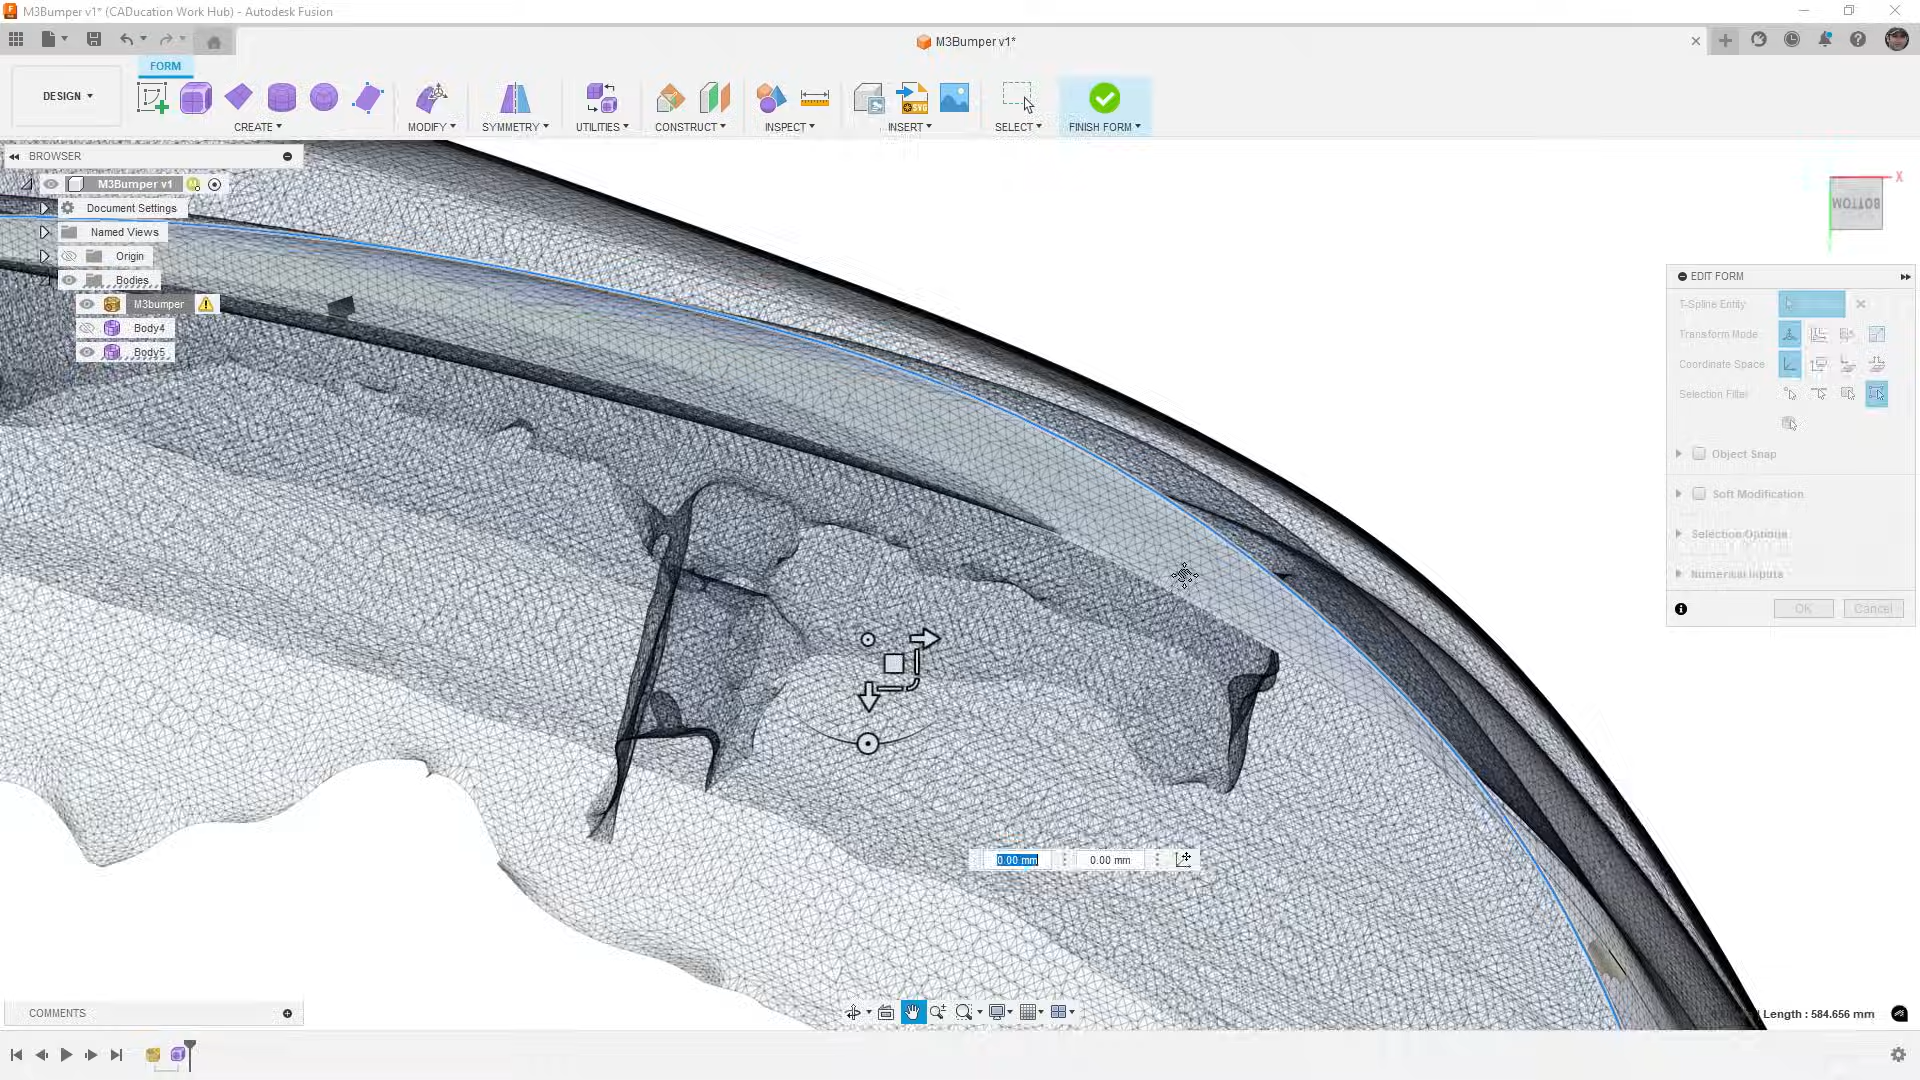 M3Bumper v1* (CADucation Work Hub) - Autodesk Fusion
M3Bumper v1*
FORM
DESIGN
CREATE
MODIFY
SYMMETRY
UTILITIES
CONSTRUCT
INSPECT
INSERT
SELECT
FINISH FORM
BROWSER
M3Bumper v1
Document Settings
Named Views
Origin
Bodies
M3bumper
Body4
Body5
X
BOTTOM
EDIT FORM
T-Spline Entity
Transform Mode
Coordinate Space
Selection Filter
Object Snap
Soft Modification
Selection Options
Numerical Inputs
OK
Cancel
0.00 mm
0.00 mm
COMMENTS
Length : 584.656 mm